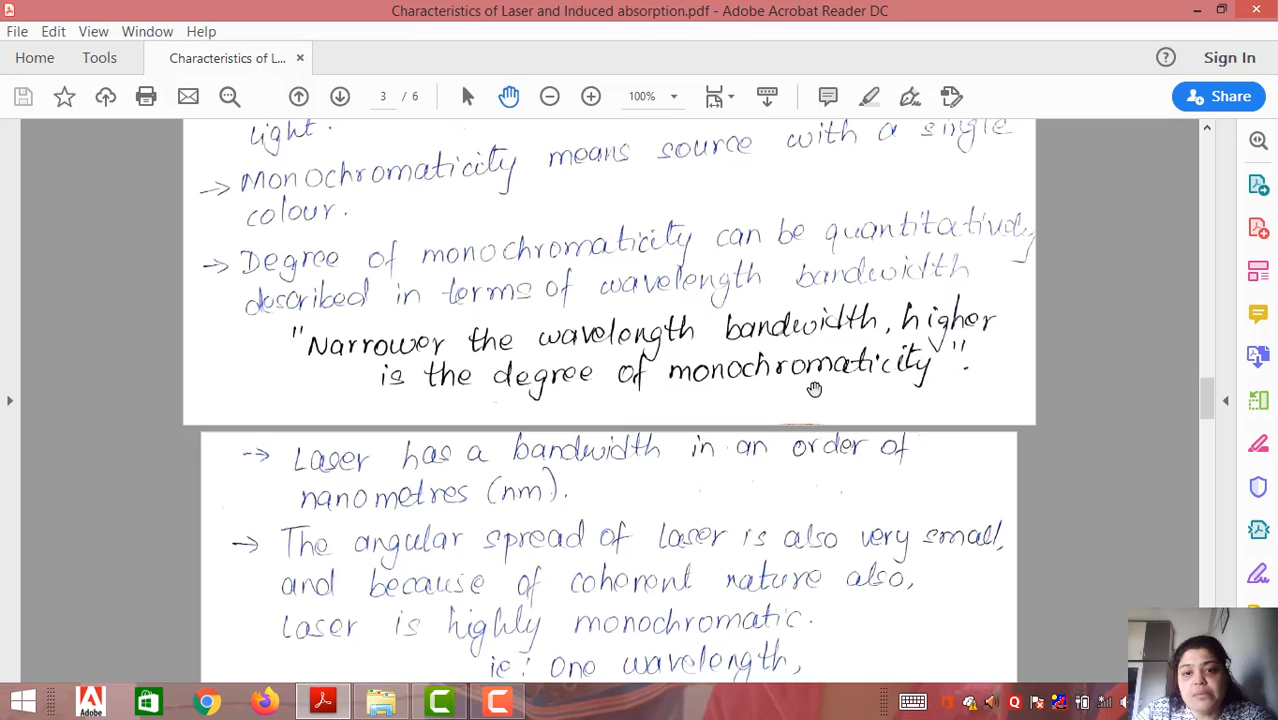 Characteristics of Laser and Induced absorption.pdf - Adobe Acrobat Reader DC
File Edit View Window Help
Home Tools Characteristics of L... ×
Sign In
3 / 6 100% Share
light.
→ Monochromaticity means source with a single
colour.
→ Degree of monochromaticity can be quantitatively
described in terms of wavelength bandwidth
"Narrower the wavelength bandwidth, higher
is the degree of monochromaticity".
→ Laser has a bandwidth in an order of
nanometres (nm).
→ The angular spread of laser is also very small,
and because of coherent nature also,
Laser is highly monochromatic.
ie: one wavelength,
Adobe